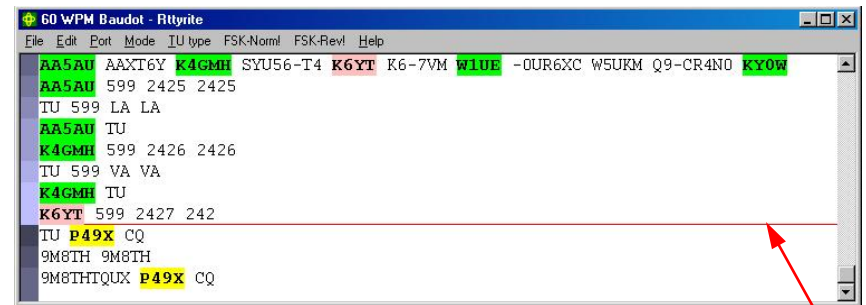 60 WPM Baudot - Rttyrite
File Edit Port Mode TU type FSK-Norm! FSK-Rev! Help
AA5AU AAXT6Y K4GMH SYU56-T4 K6YT K6-7VM W1UE -0UR6XC W5UKM Q9-CR4N0 KY0W
AA5AU 599 2425 2425
TU 599 LA LA
AA5AU TU
K4GMH 599 2426 2426
TU 599 VA VA
K4GMH TU
K6YT 599 2427 242
TU P49X CQ
9M8TH 9M8TH
9M8THTQUX P49X CQ